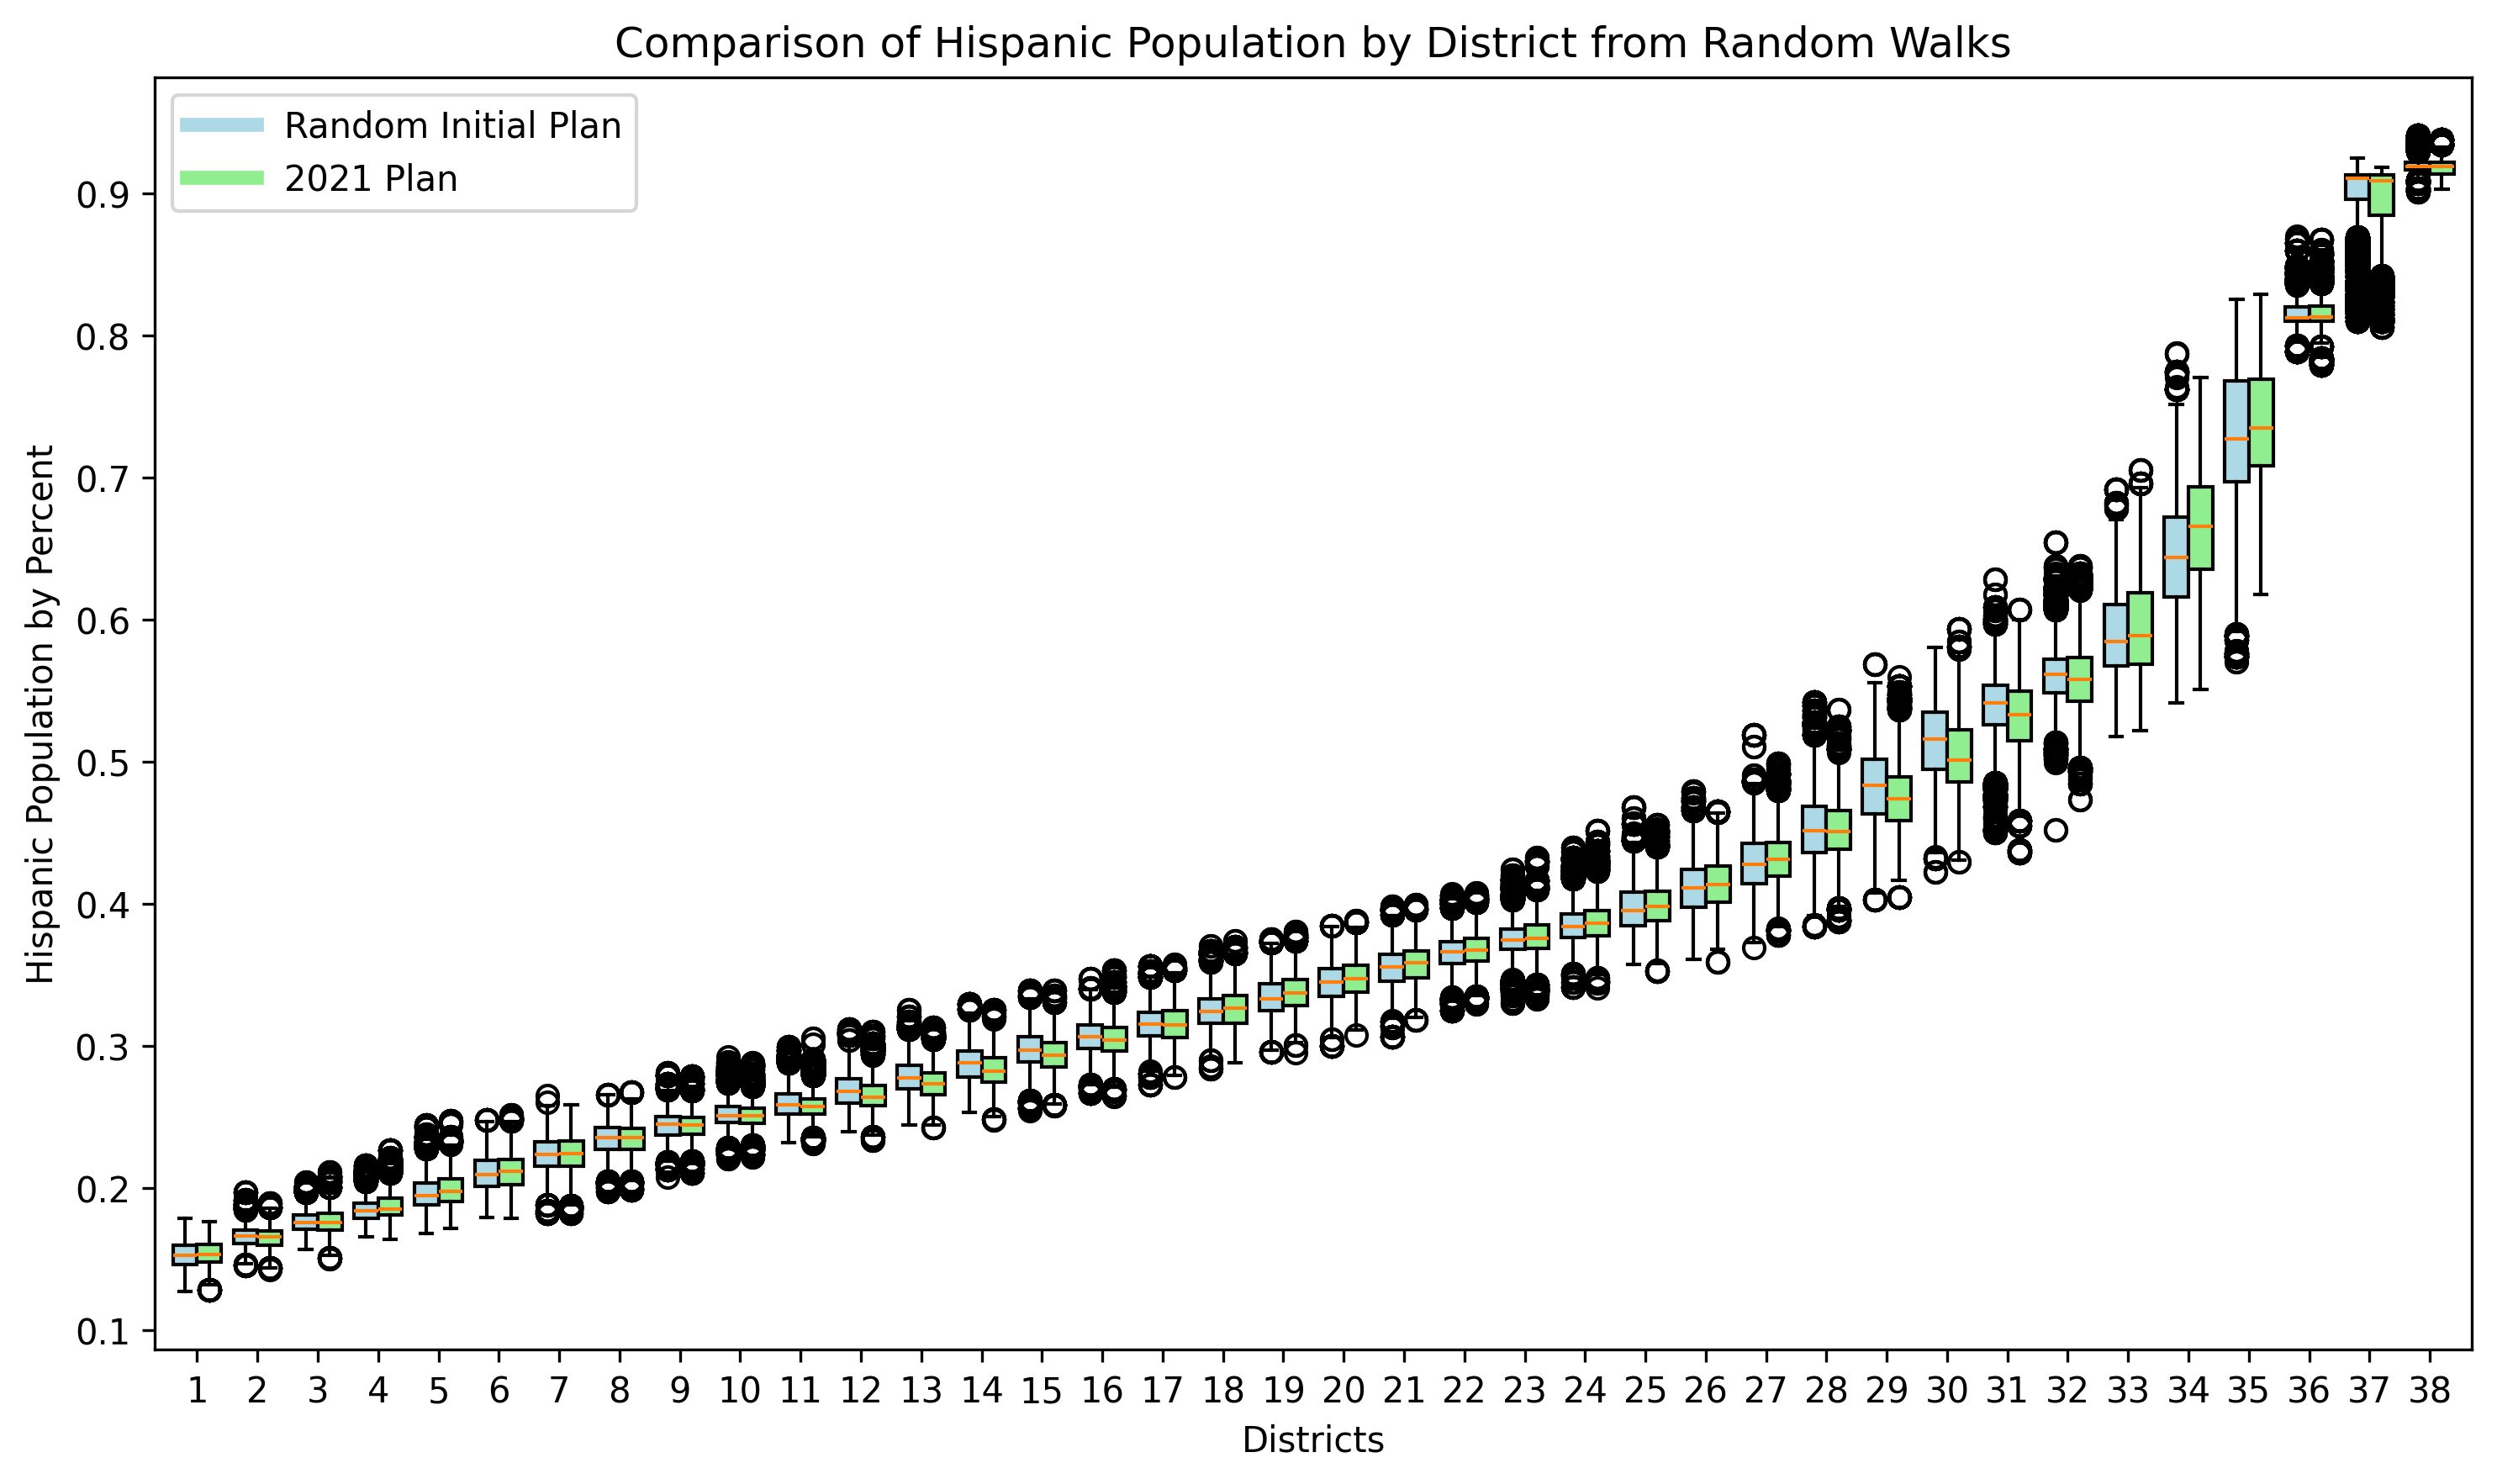 Comparison of Hispanic Population by District from Random Walks
Random Initial Plan
2021 Plan
Hispanic Population by Percent
0.9
0.8
0.7
0.6
0.5
0.4
0.3
0.2
0.1
1 2 3 4 5 6 7 8 9 10 11 12 13 14 15 16 17 18 19 20 21 22 23 24 25 26 27 28 29 30 31 32 33 34 35 36 37 38
Districts